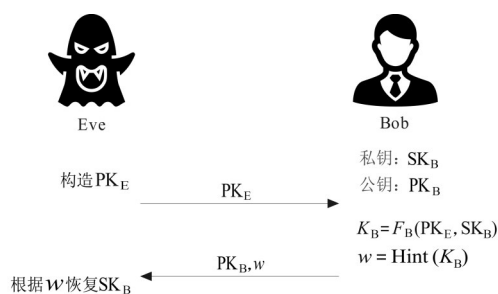 Eve
Bob
私钥：SK_B
公钥：PK_B
构造PK_E
PK_E
K_B=F_B(PK_E,SK_B)
w=Hint(K_B)
PK_B,w
根据w恢复SK_B